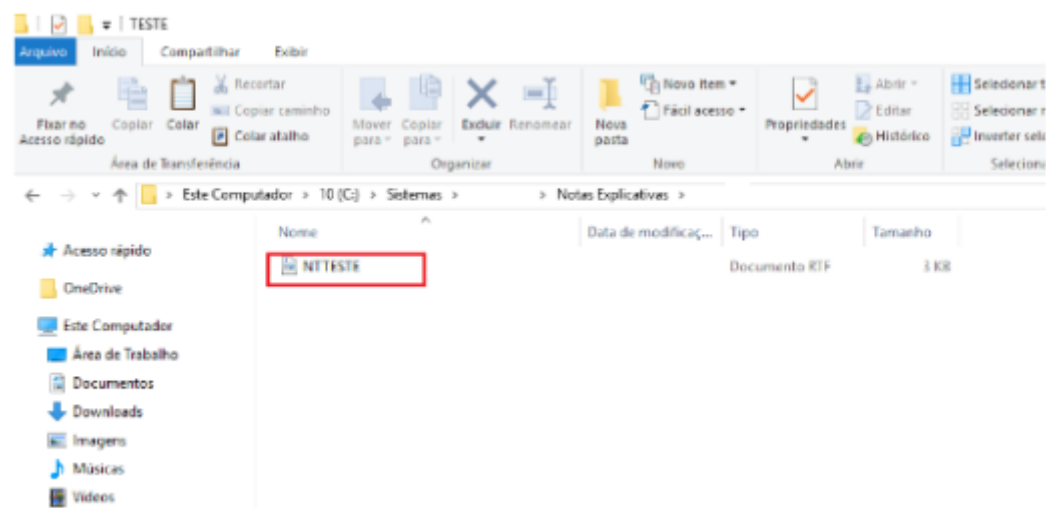 TESTE
Arquivo Início Compartilhar Exibir
Fixar no Acesso rápido
Copiar
Colar
Recortar
Copiar caminho
Colar atalho
Área de Transferência
Mover para
Copiar para
Excluir
Renomear
Organizar
Nova pasta
Novo item
Fácil acesso
Novo
Propriedades
Abrir
Editar
Histórico
Abrir
Selecionar t
Selecionar r
Inverter sele
Seleciona
Este Computador > 10 (C:) > Sistemas > > Notas Explicativas >
Nome Data de modificaç... Tipo Tamanho
NTTESTE Documento RTF 3 KB
Acesso rápido
OneDrive
Este Computador
Área de Trabalho
Documentos
Downloads
Imagens
Músicas
Vídeos